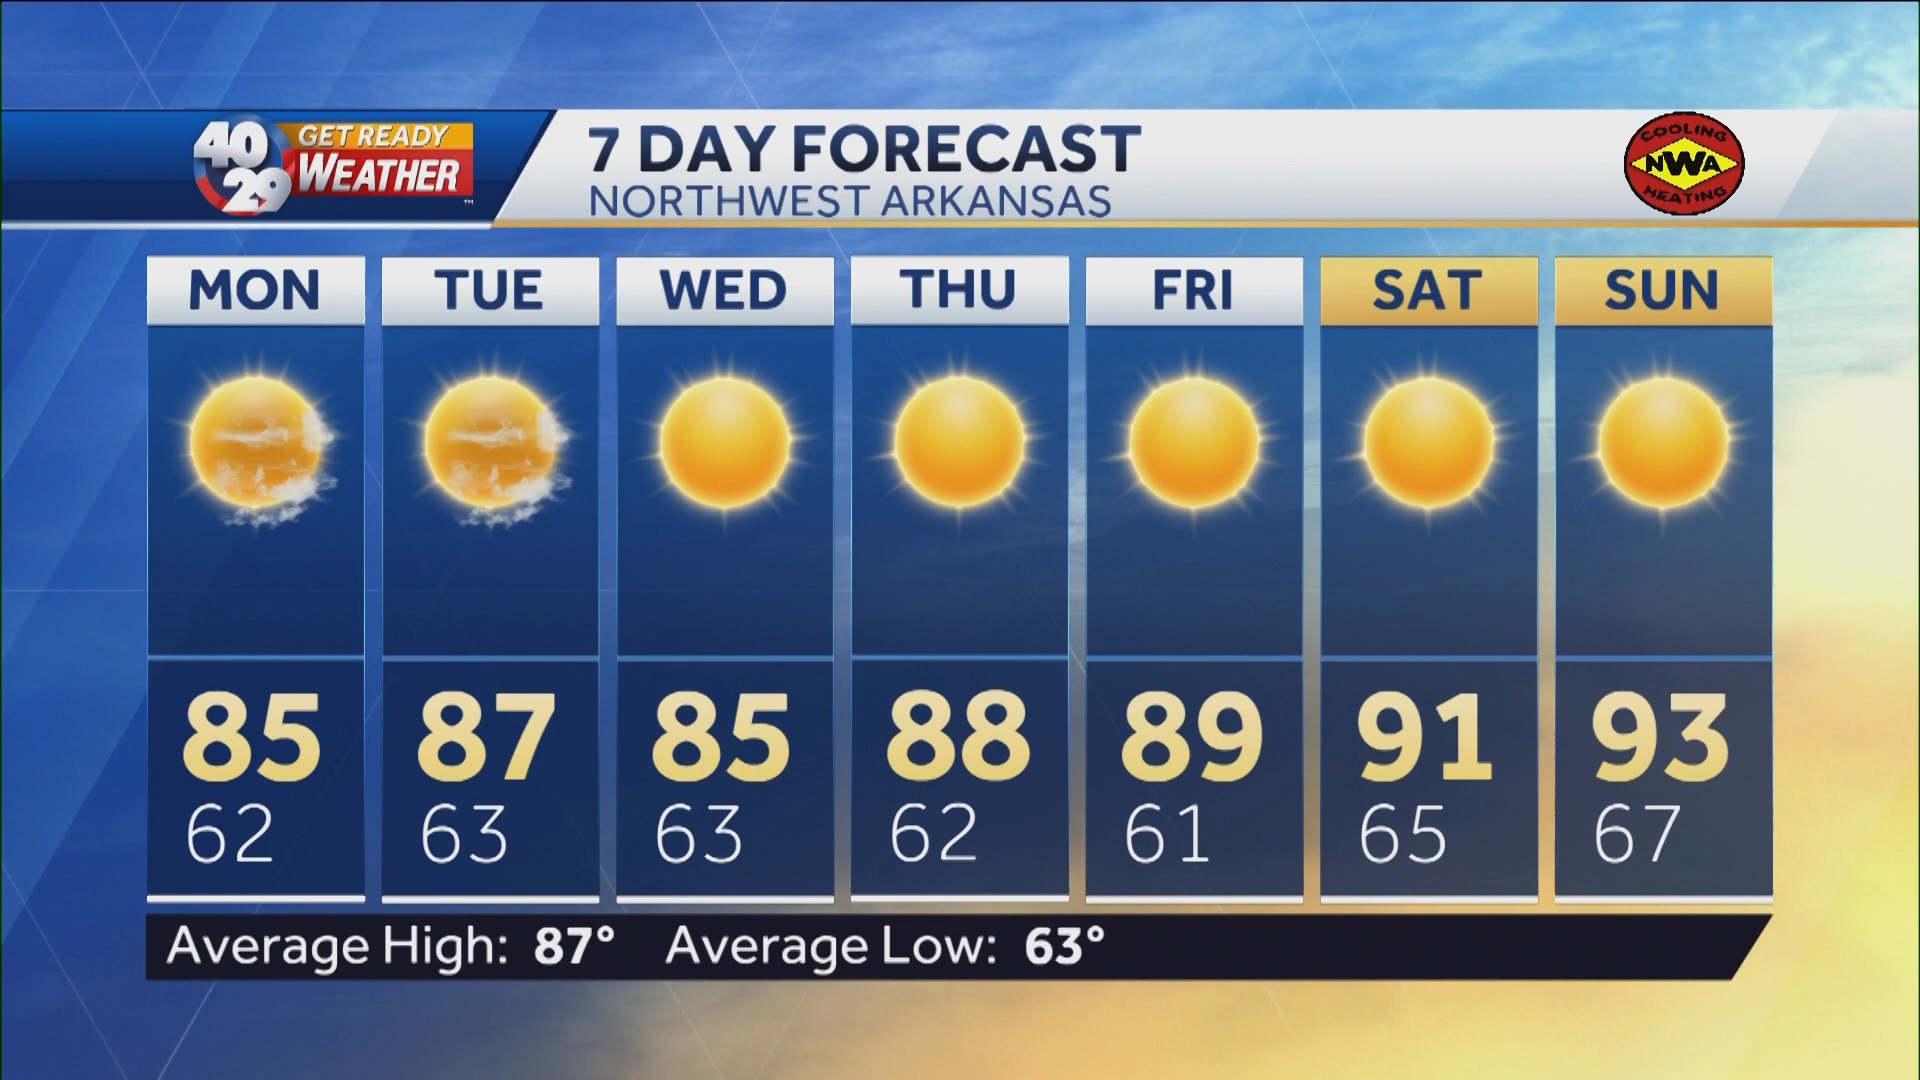 40
29
GET READY
WEATHER
™
7 DAY FORECAST
NORTHWEST ARKANSAS
COOLING
NWA
HEATING
MON TUE WED THU FRI SAT SUN
85 87 85 88 89 91 93
62 63 63 62 61 65 67
Average High: 87° Average Low: 63°